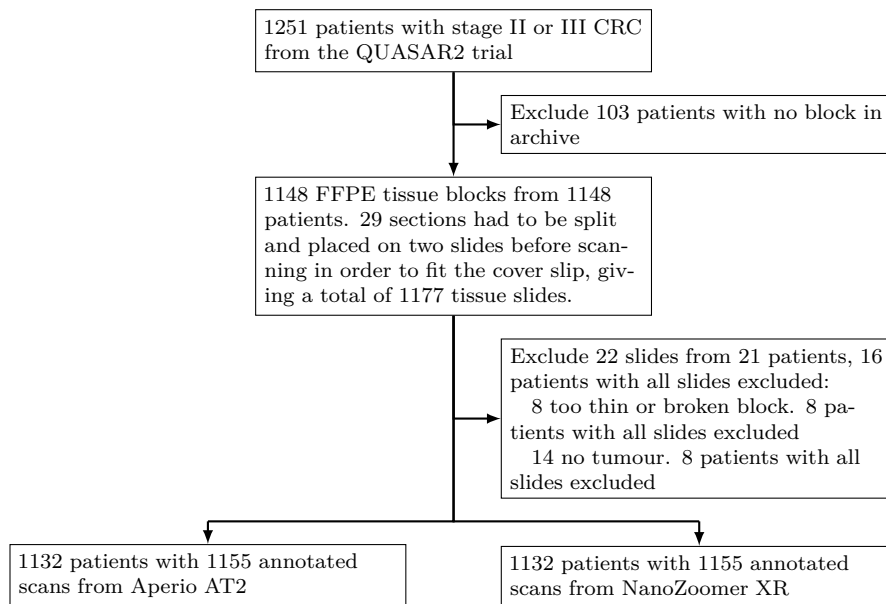 1251 patients with stage II or III CRC
from the QUASAR2 trial
Exclude 103 patients with no block in
archive
1148 FFPE tissue blocks from 1148
patients. 29 sections had to be split
and placed on two slides before scan-
ning in order to fit the cover slip, giv-
ing a total of 1177 tissue slides.
Exclude 22 slides from 21 patients, 16
patients with all slides excluded:
8 too thin or broken block. 8 pa-
tients with all slides excluded
14 no tumour. 8 patients with all
slides excluded
1132 patients with 1155 annotated
scans from Aperio AT2
1132 patients with 1155 annotated
scans from NanoZoomer XR